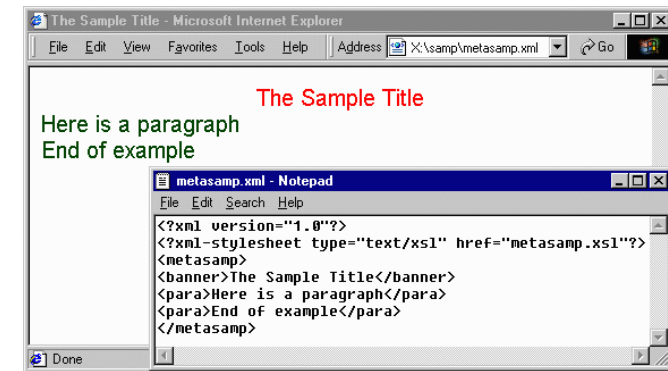 The Sample Title - Microsoft Internet Explorer
File Edit View Favorites Tools Help Address X:\samp\metasamp.xml Go
The Sample Title
Here is a paragraph
End of example
metasamp.xml - Notepad
File Edit Search Help
<?xml version="1.0"?>
<?xml-stylesheet type="text/xsl" href="metasamp.xsl"?>
<metasamp>
<banner>The Sample Title</banner>
<para>Here is a paragraph</para>
<para>End of example</para>
</metasamp>
Done